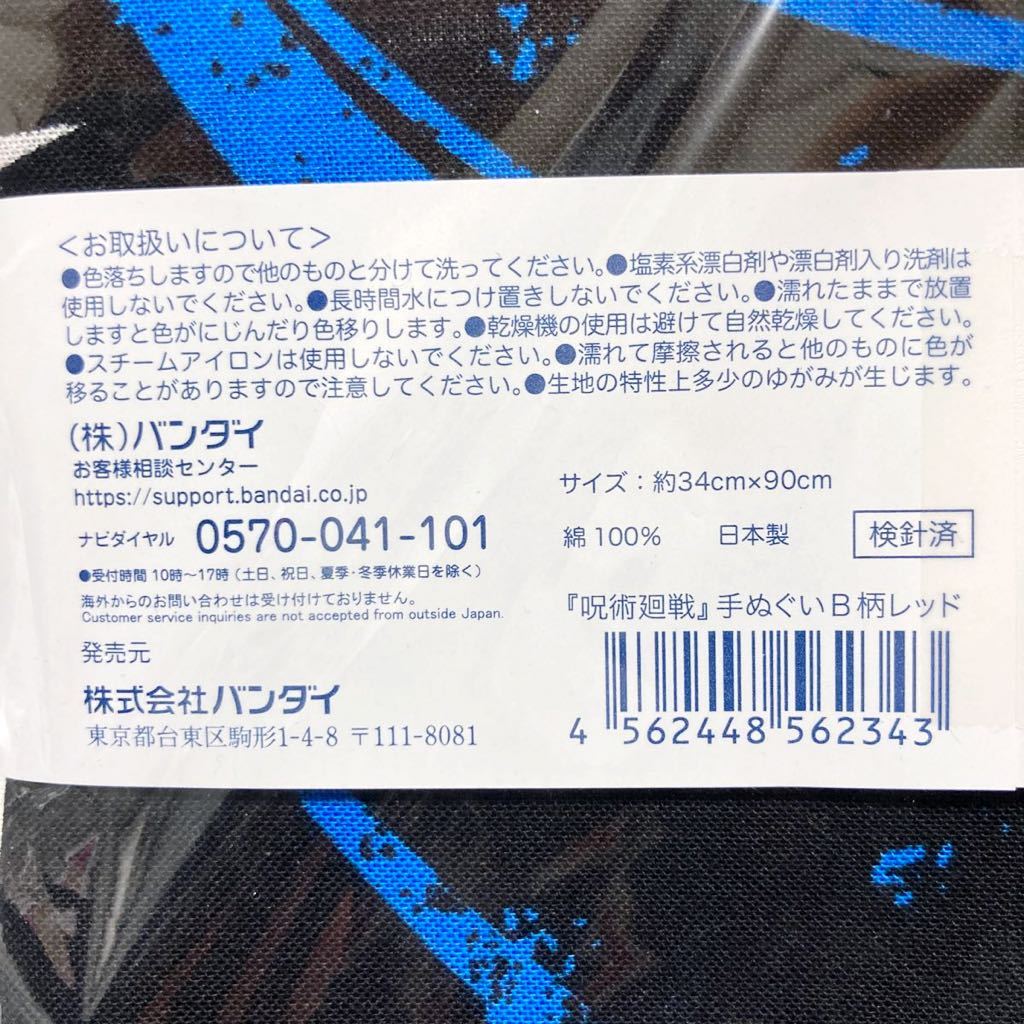 ＜お取扱いについて＞
●色落ちしますので他のものと分けて洗ってください。●塩素系漂白剤や漂白剤入り洗剤は
使用しないでください。●長時間水につけ置きしないでください。●濡れたままで放置
しますと色がにじんだり色移りします。●乾燥機の使用は避けて自然乾燥してください。
●スチームアイロンは使用しないでください。●濡れて摩擦されると他のものに色が
移ることがありますので注意してください。●生地の特性上多少のゆがみが生じます。
(株)バンダイ
お客様相談センター
https://support.bandai.co.jp
ナビダイヤル 0570-041-101
●受付時間 10時～17時（土日、祝日、夏季・冬季休業日を除く）
海外からのお問い合わせは受け付けておりません。
Customer service inquiries are not accepted from outside Japan.
発売元
株式会社バンダイ
東京都台東区駒形1-4-8 〒111-8081
サイズ：約34cm×90cm
綿100% 日本製 検針済
『呪術廻戦』手ぬぐいB柄レッド
4 562448 562343